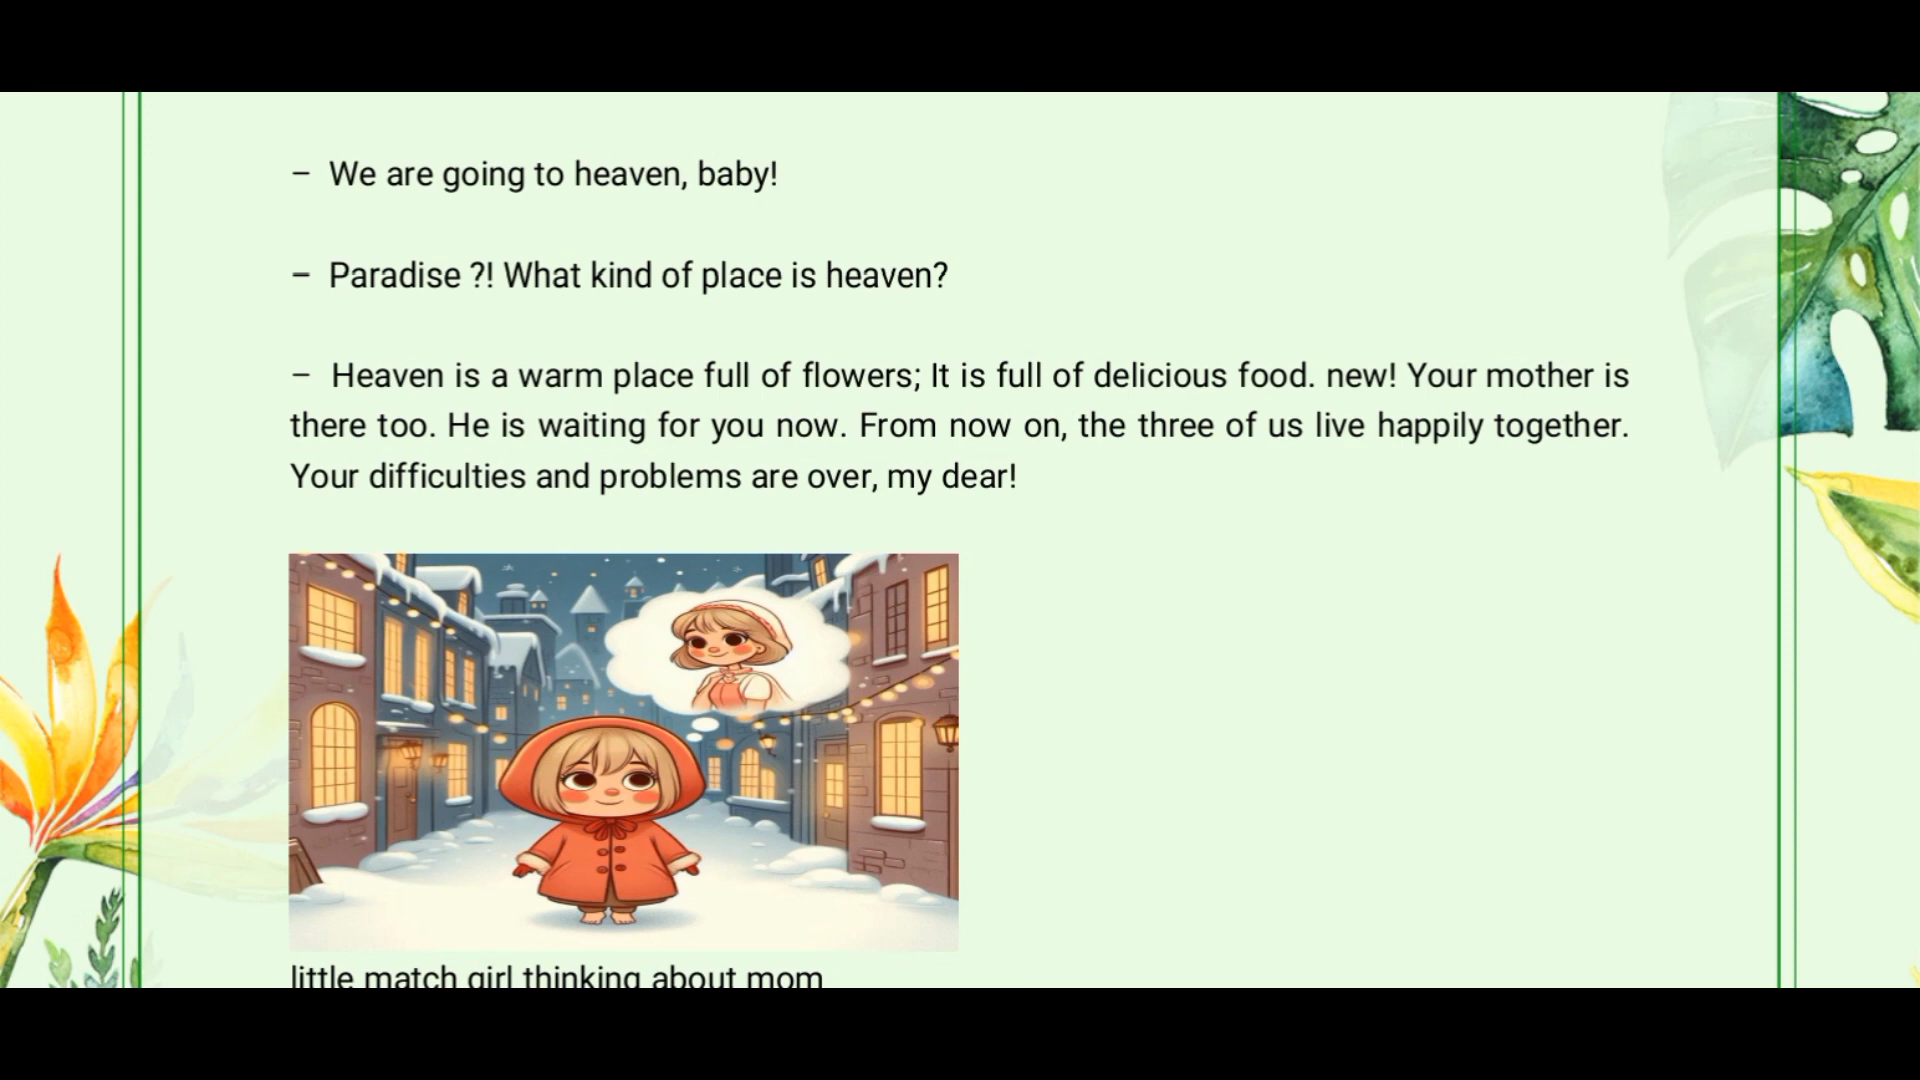 – We are going to heaven, baby!
– Paradise ?! What kind of place is heaven?
– Heaven is a warm place full of flowers; It is full of delicious food. new! Your mother is
there too. He is waiting for you now. From now on, the three of us live happily together.
Your difficulties and problems are over, my dear!
little match girl thinking about mom